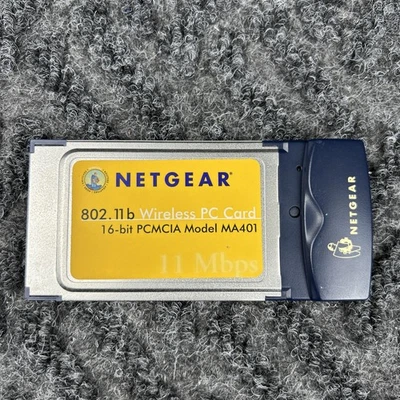 NETGEAR
802.11b Wireless PC Card
16-bit PCMCIA Model MA401
11 Mbps
NETGEAR